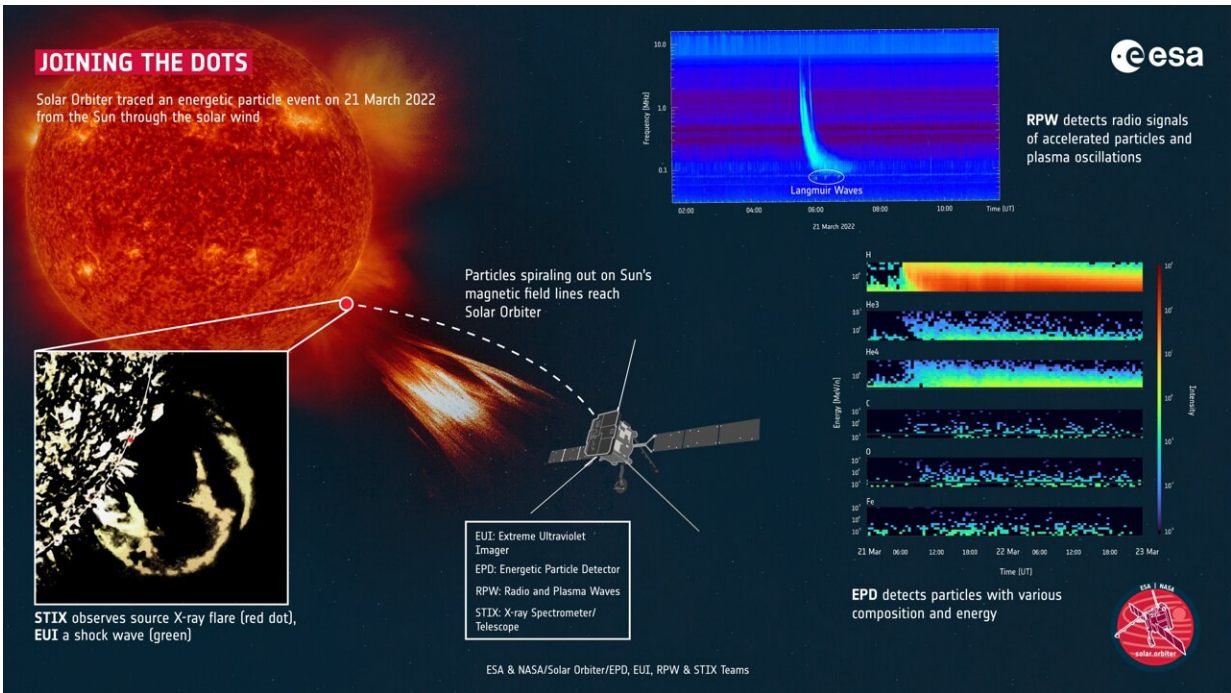 JOINING THE DOTS
Solar Orbiter traced an energetic particle event on 21 March 2022
from the Sun through the solar wind
10.0
1.0
0.1
Frequency [MHz]
Langmuir Waves
02:00 04:00 06:00 08:00 10:00 Time [UT]
21 March 2022
esa
RPW detects radio signals
of accelerated particles and
plasma oscillations
Particles spiraling out on Sun's
magnetic field lines reach
Solar Orbiter
STIX observes source X-ray flare (red dot),
EUI a shock wave (green)
EUI: Extreme Ultraviolet
Imager
EPD: Energetic Particle Detector
RPW: Radio and Plasma Waves
STIX: X-ray Spectrometer/
Telescope
H
He3
He4
C
O
Fe
Energy [MeV/n]
Intensity
21 Mar 06:00 12:00 18:00 22 Mar 06:00 12:00 18:00 23 Mar
Time [UT]
EPD detects particles with various
composition and energy
ESA | NASA
solar orbiter
ESA & NASA/Solar Orbiter/EPD, EUI, RPW & STIX Teams